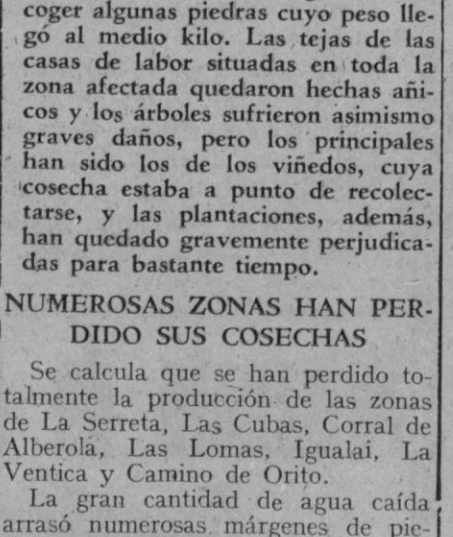 coger algunas piedras cuyo peso lle-
gó al medio kilo. Las tejas de las
casas de labor situadas en toda la
zona afectada quedaron hechas añi-
cos y los árboles sufrieron asimismo
graves daños, pero los principales
han sido los de los viñedos, cuya
cosecha estaba a punto de recolec-
tarse, y las plantaciones, además,
han quedado gravemente perjudica-
das para bastante tiempo.
NUMEROSAS ZONAS HAN PER-
DIDO SUS COSECHAS
Se calcula que se han perdido to-
talmente la producción de las zonas
de La Serreta, Las Cubas, Corral de
Alberola, Las Lomas, Igualai, La
Ventica y Camino de Orito.
La gran cantidad de agua caída
arrasó numerosas márgenes de pie-